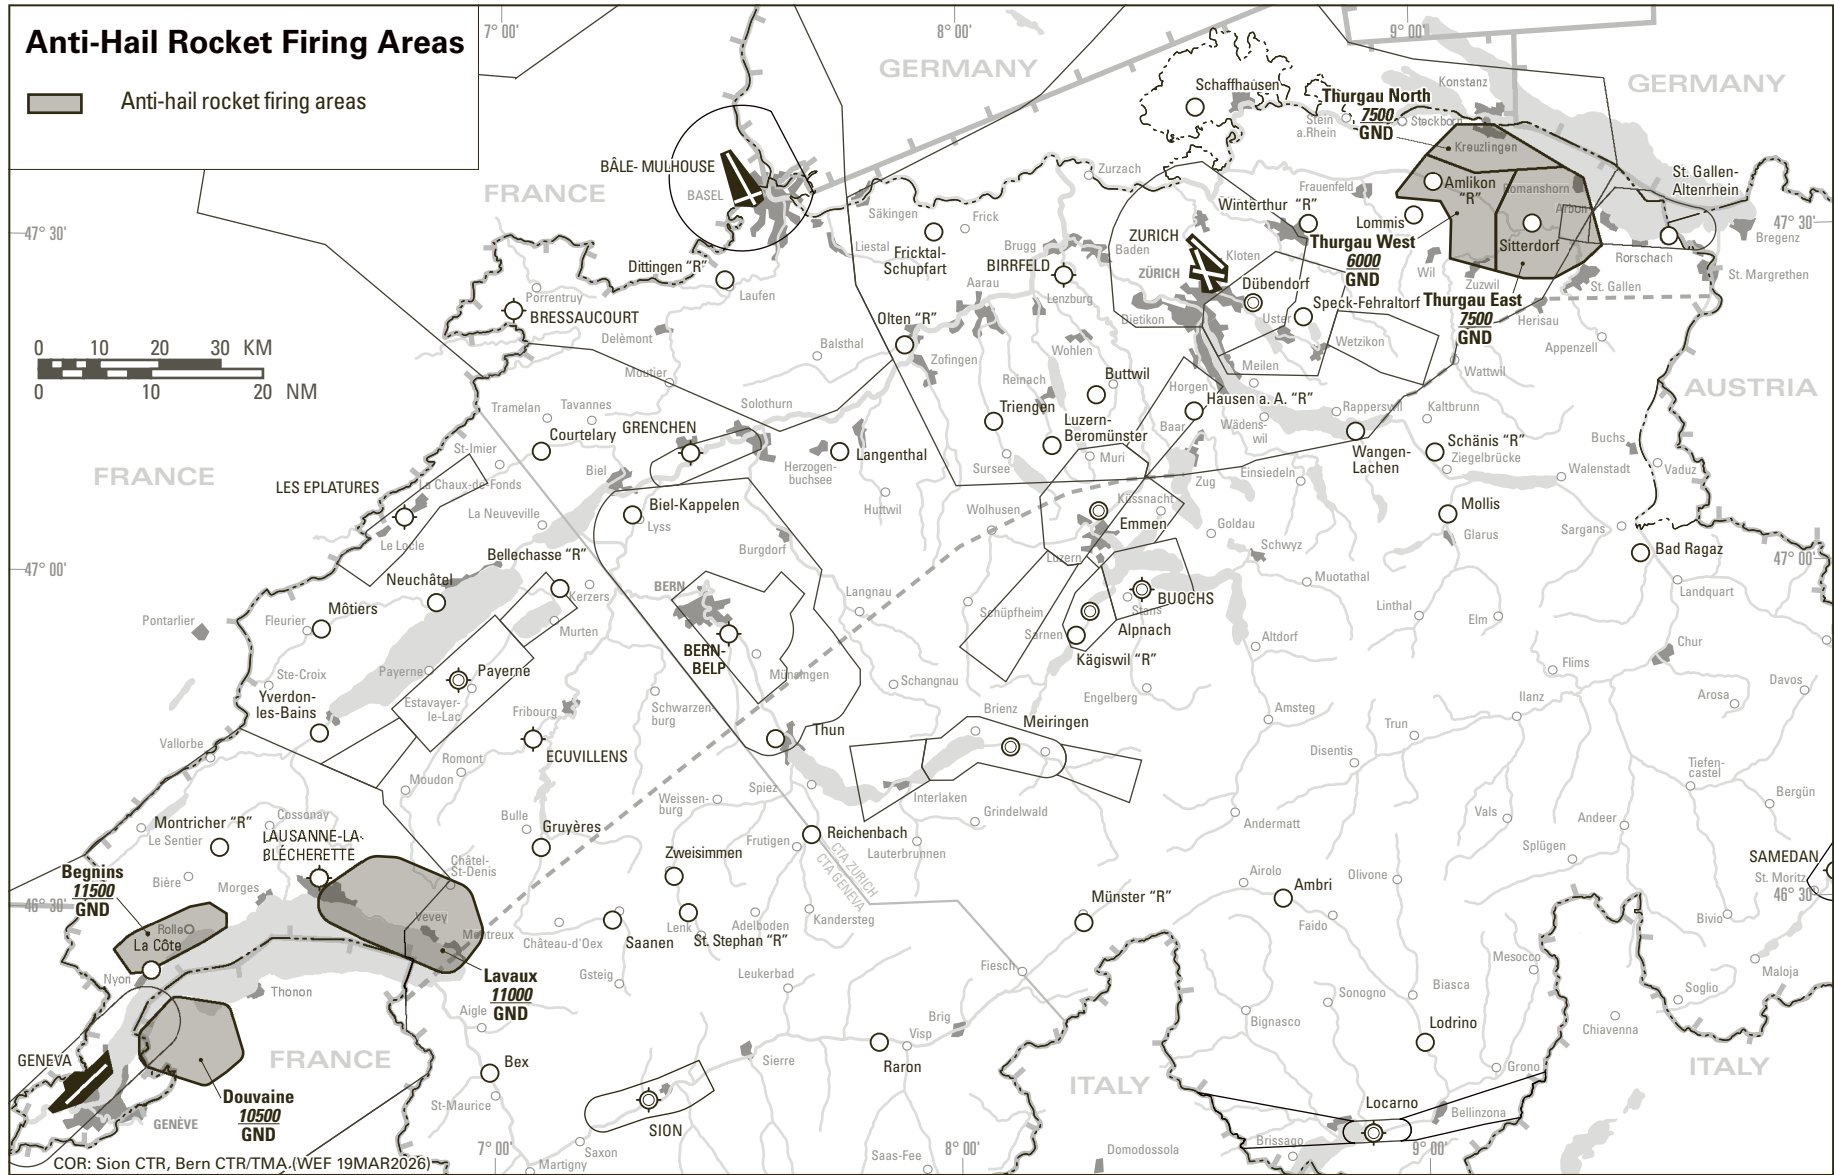 Anti-Hail Rocket Firing Areas
Anti-hail rocket firing areas
7° 00'
8° 00'
9° 00'
GERMANY
GERMANY
Konstanz
Schaffhausen
Thurgau North
7500
GND
Stein
a.Rhein
Steckborn
Kreuzlingen
BÂLE- MULHOUSE
BASEL
FRANCE
Zurzach
Frauenfeld
Amlikon
"R"
Romanshorn
St. Gallen-
Altenrhein
Säkingen
Frick
Winterthur "R"
Lommis
Arbon
47° 30'
47° 30'
Liestal
Fricktal-
Schupfart
Brugg
Baden
ZURICH
Kloten
Thurgau West
6000
GND
Sitterdorf
Bregenz
Dittingen "R"
Laufen
BIRRFELD
ZÜRICH
Wil
Zuzwil
Rorschach
St. Margrethen
Porrentruy
BRESSAUCOURT
Aarau
Lenzburg
Dübendorf
Speck-Fehraltorf
Thurgau East
7500
GND
St. Gallen
Olten "R"
Dietikon
Uster
Herisau
Delèmont
Balsthal
Zofingen
Wohlen
Wetzikon
Appenzell
0 10 20 30 KM
0 10 20 NM
Moutier
Reinach
Buttwil
Meilen
Wattwil
AUSTRIA
Horgen
Tramelan
Tavannes
Solothurn
Triengen
Hausen a. A. "R"
Rapperswil
Kaltbrunn
Courtelary
GRENCHEN
Luzern-
Beromünster
Baar
Wädens-
wil
St-Imier
Langenthal
Muri
Wangen-
Lachen
Schänis "R"
Ziegelbrücke
Buchs
FRANCE
Biel
Herzogen-
buchsee
Sursee
Einsiedeln
Walenstadt
Vaduz
LES EPLATURES
La Chaux-de-Fonds
Zug
La Neuveville
Biel-Kappelen
Lyss
Huttwil
Wolhusen
Küssnacht
Emmen
Goldau
Mollis
Glarus
Sargans
Le Locle
Bellechasse "R"
Burgdorf
Luzern
Schwyz
Bad Ragaz
47° 00'
47° 00'
Neuchâtel
Kerzers
BERN
Langnau
BUOCHS
Stans
Muotathal
Landquart
Môtiers
Fleurier
Pontarlier
Murten
Schüpfheim
Alpnach
Linthal
Elm
BERN-
BELP
Sarnen
Kägiswil "R"
Altdorf
Chur
Ste-Croix
Payerne
Payerne
Münsingen
Schangnau
Engelberg
Flims
Yverdon-
les-Bains
Estavayer-
le-Lac
Fribourg
Schwarzen-
burg
Brienz
Meiringen
Amsteg
Ilanz
Arosa
Davos
Vallorbe
Romont
ECUVILLENS
Thun
Trun
Disentis
Moudon
Spiez
Interlaken
Tiefen-
castel
Weissen-
burg
Grindelwald
Bergün
Cossonay
Montricher "R"
Le Sentier
LAUSANNE-LA-
BLÉCHERETTE
Bulle
Gruyères
Frutigen
Reichenbach
Lauterbrunnen
Andermatt
Vals
Andeer
CTA ZURICH
CTA GENEVA
Zweisimmen
Splügen
SAMEDAN
Begnins
11500
GND
Bière
Morges
Châtel-
St-Denis
Airolo
Ambri
Olivone
St. Moritz
46° 30'
46° 30'
Vevey
Montreux
Münster "R"
Faido
Bivio
Rolle
La Côte
Château-d'Oex
Saanen
Lenk
St. Stephan "R"
Adelboden
Kandersteg
Nyon
Lavaux
11000
GND
Gsteig
Leukerbad
Fiesch
Mesocco
Maloja
Thonon
Aigle
Sonogno
Biasca
Soglio
GENEVA
FRANCE
Brig
Visp
Bignasco
Lodrino
Chiavenna
Bex
Sierre
Raron
Grono
ITALY
ITALY
Douvaine
10500
GND
St-Maurice
Locarno
Bellinzona
GENÈVE
SION
Brissago
COR: Sion CTR, Bern CTR/TMA (WEF 19MAR2026)
7° 00'
Saxon
Martigny
Saas-Fee
8° 00'
Domodossola
9° 00'